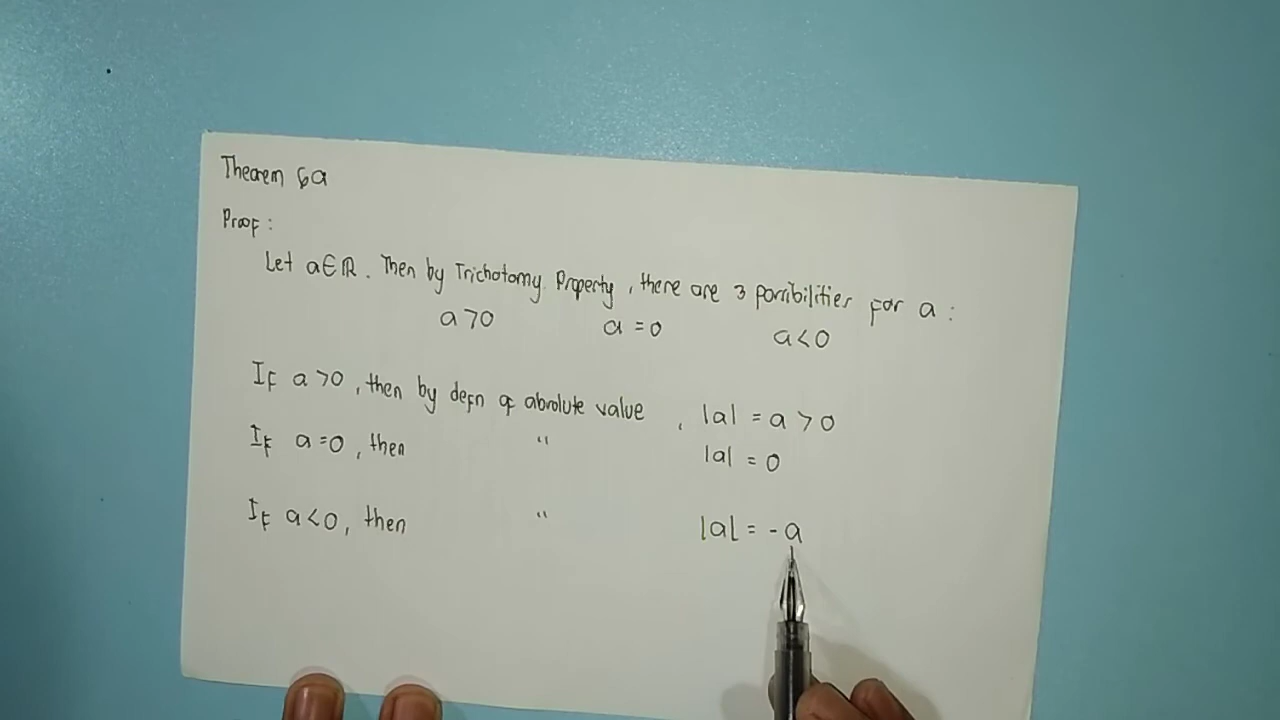 Theorem 6a
Proof:
Let a∈ℝ. Then by Trichotomy Property, there are 3 possibilities for a:
a>0 a=0 a<0
If a>0, then by defn of absolute value, |a| = a > 0
If a=0, then " |a| = 0
If a<0, then " |a| = -a